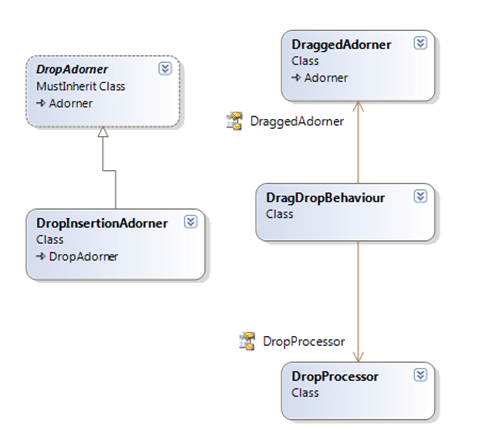 DropAdorner
MustInherit Class
Adorner
DropInsertionAdorner
Class
DropAdorner
DraggedAdorner
Class
Adorner
DraggedAdorner
DragDropBehaviour
Class
DropProcessor
DropProcessor
Class